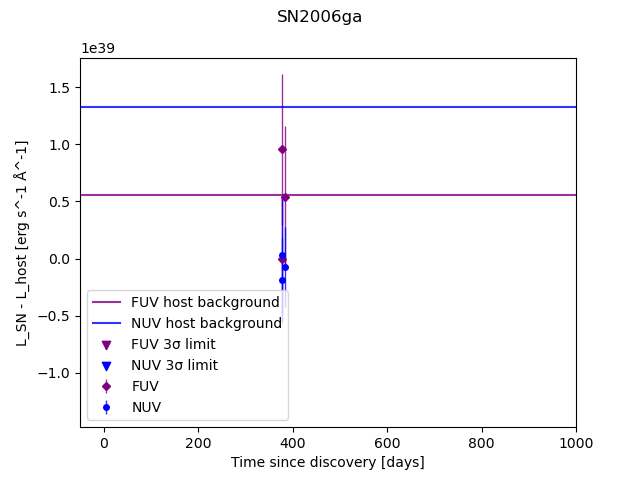 SN2006ga
1e39
1.5
1.0
0.5
0.0
−0.5
−1.0
L_SN - L_host [erg s^-1 Å^-1]
FUV host background
NUV host background
FUV 3σ limit
NUV 3σ limit
FUV
NUV
0 200 400 600 800 1000
Time since discovery [days]